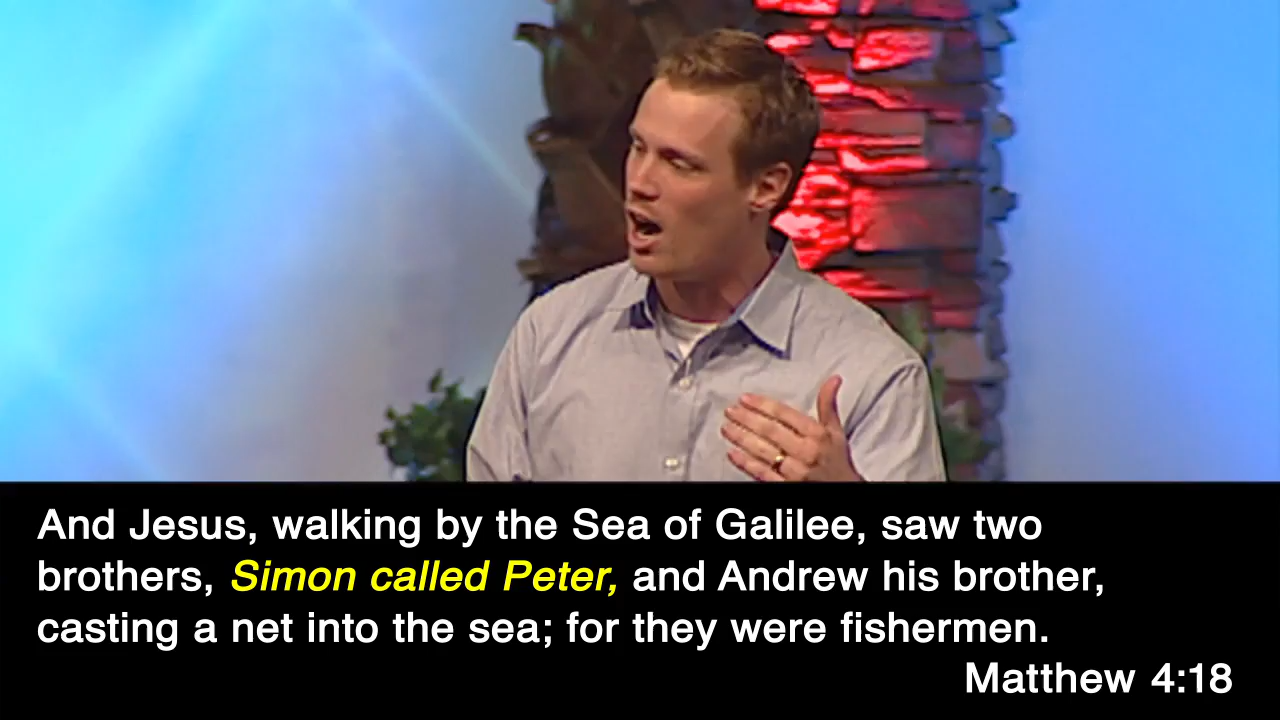 And Jesus, walking by the Sea of Galilee, saw two
brothers, Simon called Peter, and Andrew his brother,
casting a net into the sea; for they were fishermen.
Matthew 4:18